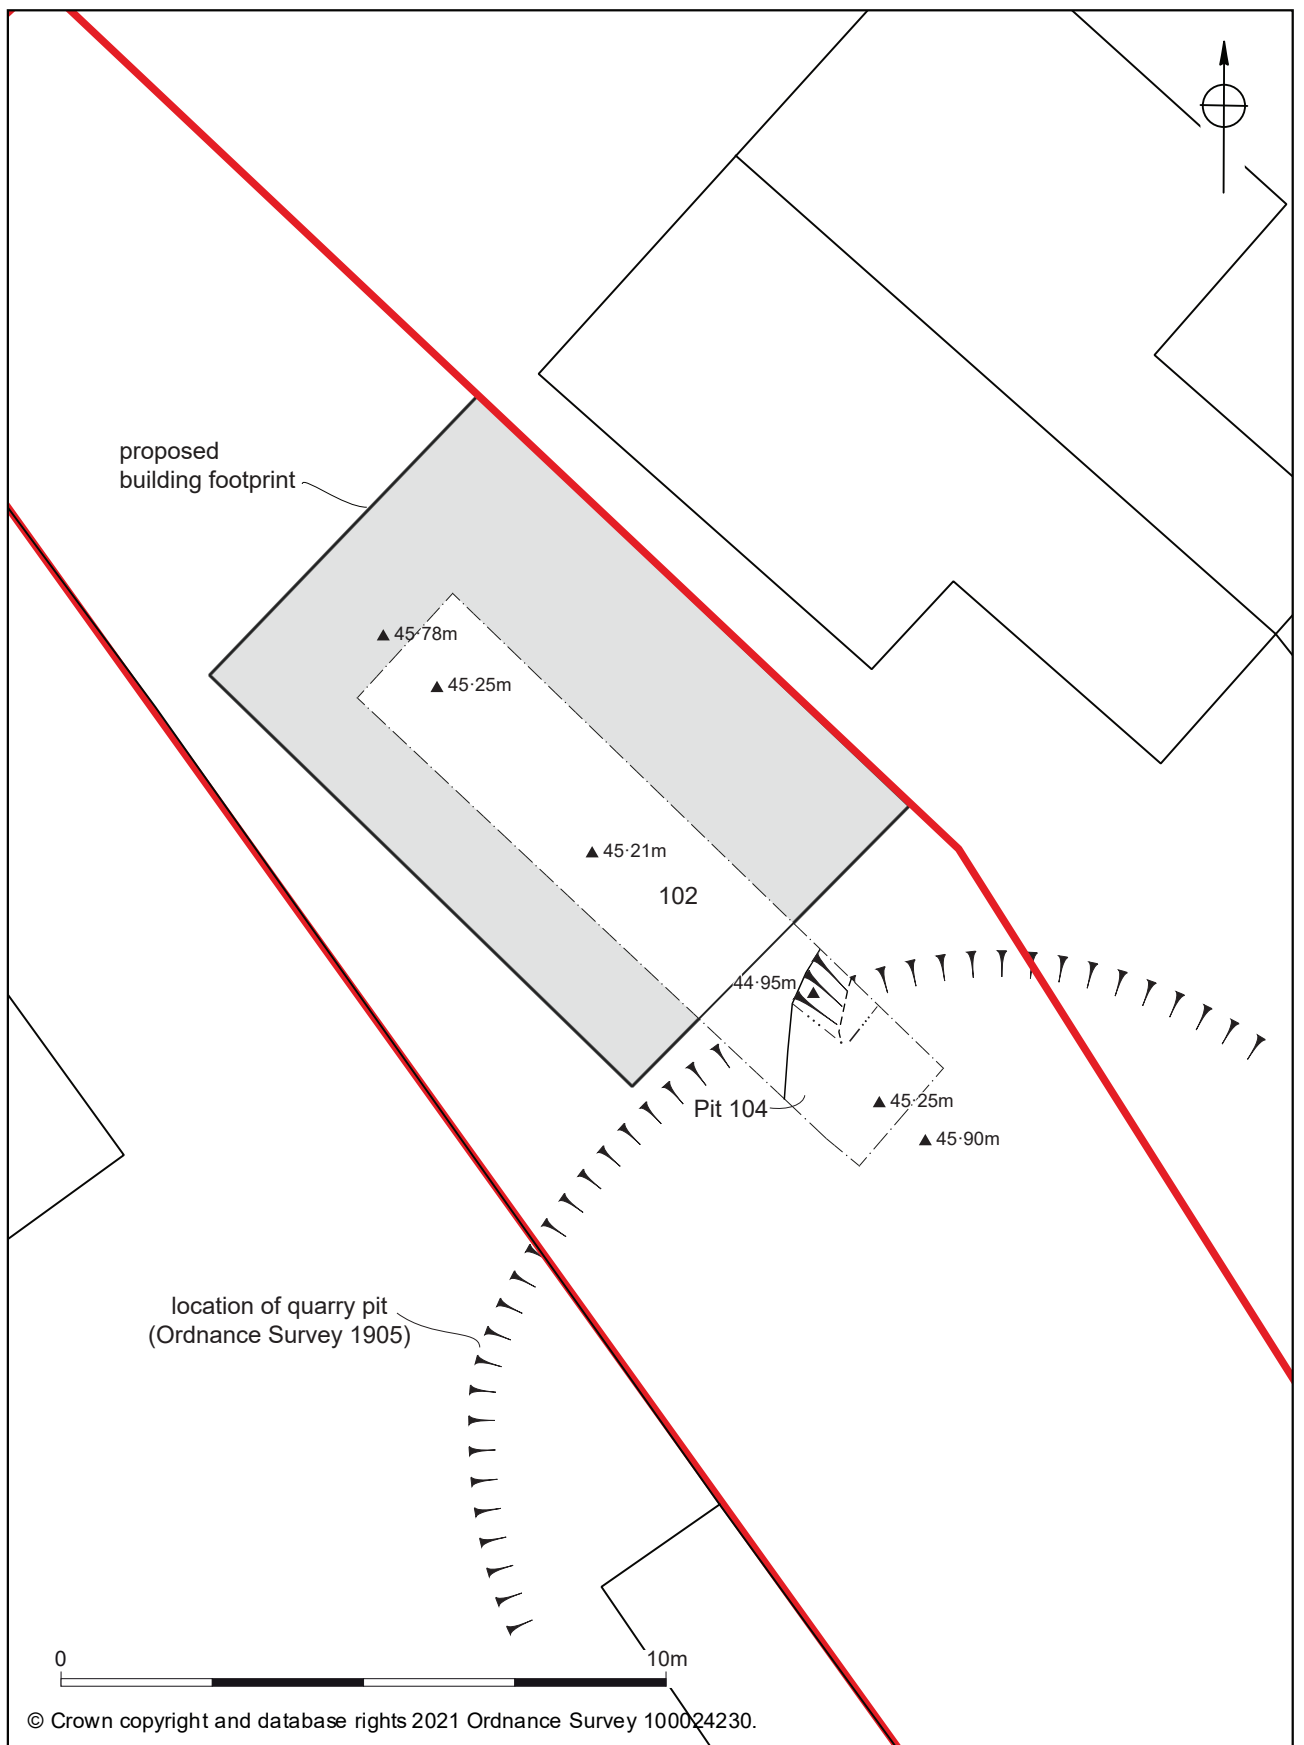 proposed
building footprint
45·78m
45·25m
45·21m
102
44·95m
Pit 104
45·25m
45·90m
location of quarry pit
(Ordnance Survey 1905)
0
10m
© Crown copyright and database rights 2021 Ordnance Survey 100024230.